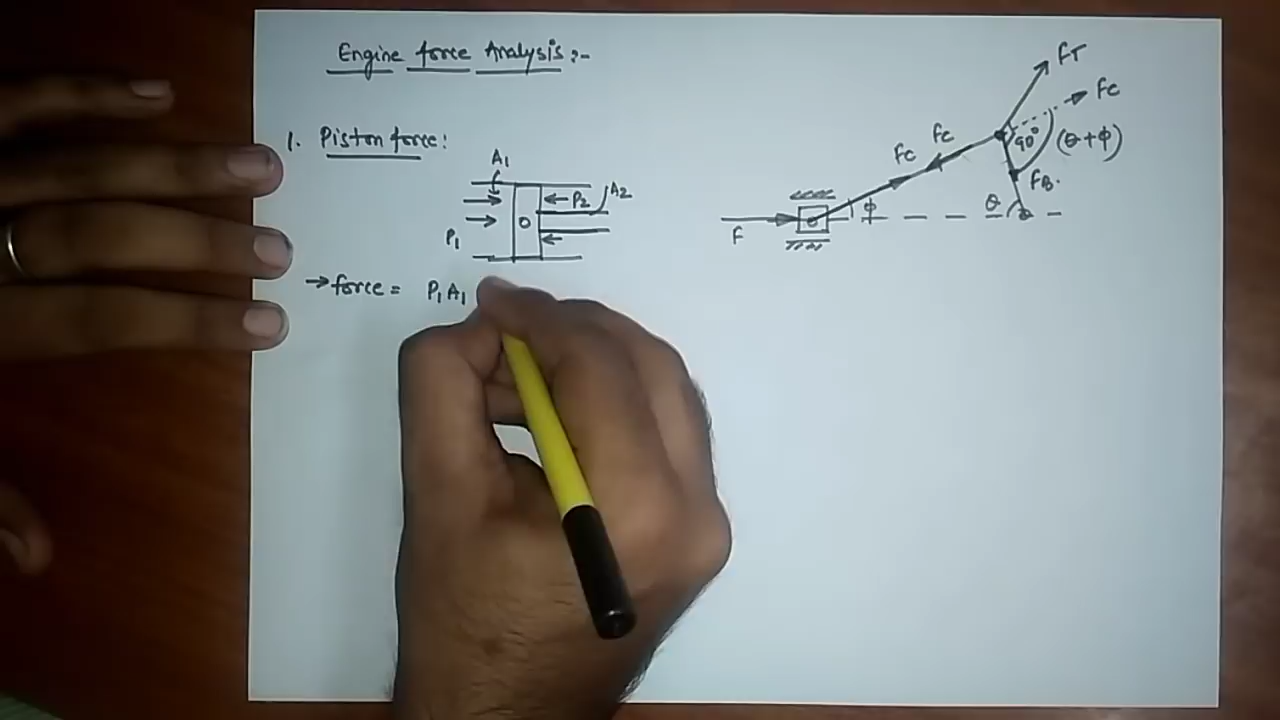 Engine force Analysis:-
1. Piston force:
A1
P2
A2
P1
→ force = P1 A1
FT
Fc
Fc
Fc
90°
(θ+φ)
FB.
φ
θ
F